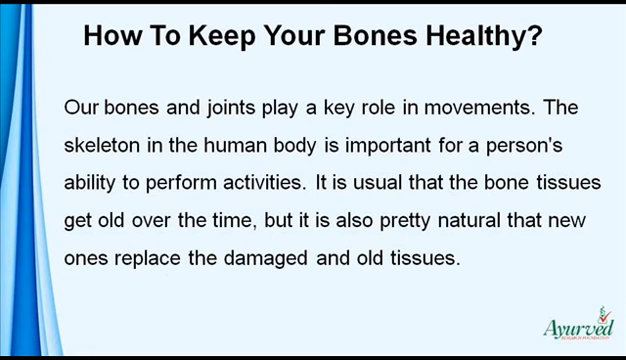 How To Keep Your Bones Healthy?
Our bones and joints play a key role in movements. The
skeleton in the human body is important for a person's
ability to perform activities. It is usual that the bone tissues
get old over the time, but it is also pretty natural that new
ones replace the damaged and old tissues.
Ayurved
RESEARCH FOUNDATION